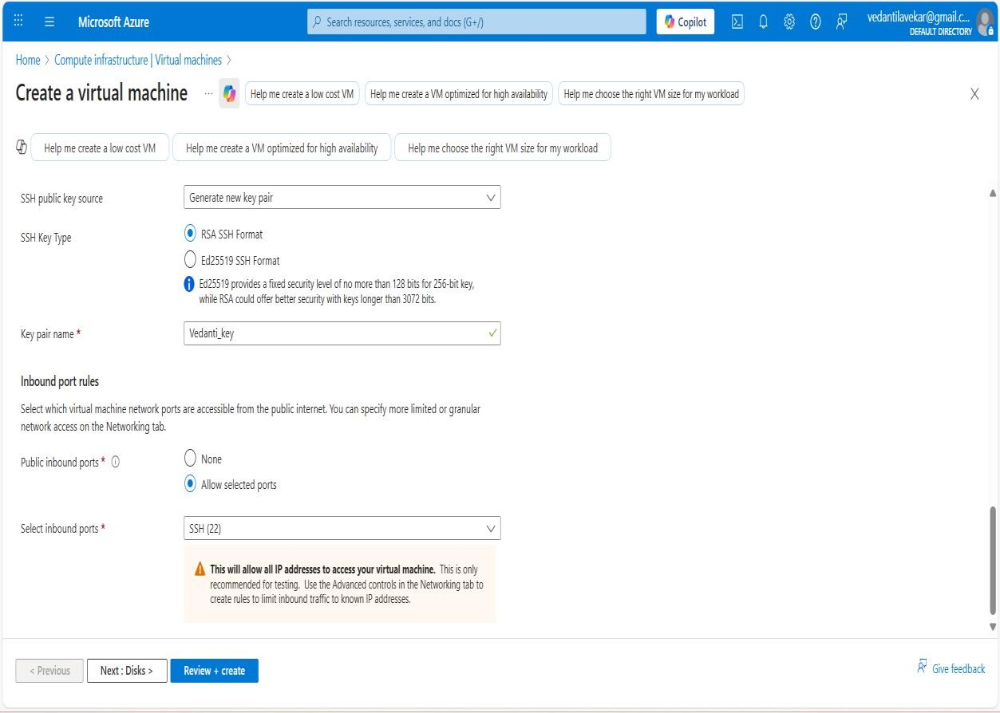 Microsoft Azure
Search resources, services, and docs (G+/)
Copilot
vedantilavekar@gmail.c...
DEFAULT DIRECTORY
Home > Compute infrastructure | Virtual machines >
Create a virtual machine ...
Help me create a low cost VM
Help me create a VM optimized for high availability
Help me choose the right VM size for my workload
Help me create a low cost VM
Help me create a VM optimized for high availability
Help me choose the right VM size for my workload
SSH public key source
Generate new key pair
SSH Key Type
RSA SSH Format
Ed25519 SSH Format
Ed25519 provides a fixed security level of no more than 128 bits for 256-bit key,
while RSA could offer better security with keys longer than 3072 bits.
Key pair name *
Vedanti_key
Inbound port rules
Select which virtual machine network ports are accessible from the public internet. You can specify more limited or granular
network access on the Networking tab.
Public inbound ports *
None
Allow selected ports
Select inbound ports *
SSH (22)
This will allow all IP addresses to access your virtual machine. This is only
recommended for testing. Use the Advanced controls in the Networking tab to
create rules to limit inbound traffic to known IP addresses.
< Previous
Next : Disks >
Review + create
Give feedback